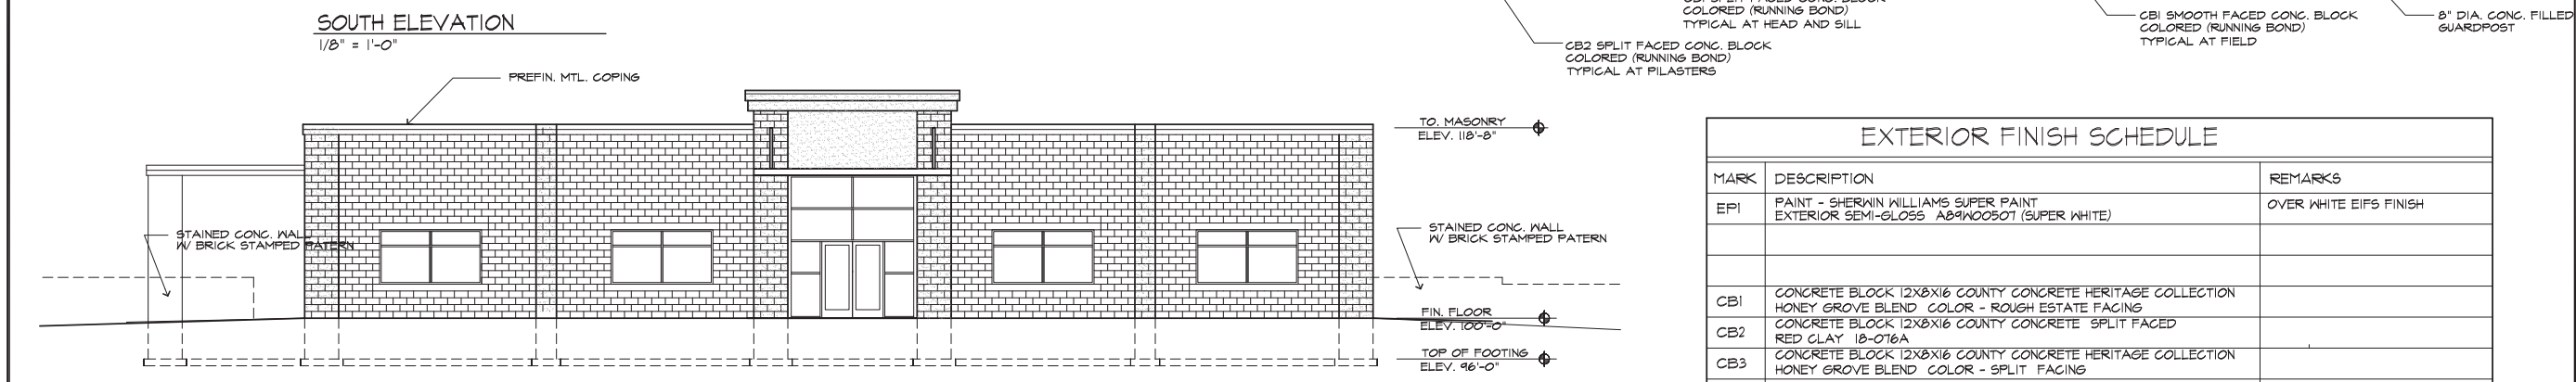 SOUTH ELEVATION
1/8" = 1'-0"
PREFIN. MTL. COPING
STAINED CONC. WALL
W/ BRICK STAMPED PATERN
COLORED (RUNNING BOND)
TYPICAL AT HEAD AND SILL
CB2 SPLIT FACED CONC. BLOCK
COLORED (RUNNING BOND)
TYPICAL AT PILASTERS
CB1 SMOOTH FACED CONC. BLOCK
COLORED (RUNNING BOND)
TYPICAL AT FIELD
8" DIA. CONC. FILLED
GUARDPOST
TO. MASONRY
ELEV. 118'-8"
STAINED CONC. WALL
W/ BRICK STAMPED PATERN
FIN. FLOOR
ELEV. 100'-0"
TOP OF FOOTING
ELEV. 96'-0"
EXTERIOR FINISH SCHEDULE
MARK DESCRIPTION REMARKS
EP1 PAINT - SHERWIN WILLIAMS SUPER PAINT OVER WHITE EIFS FINISH
EXTERIOR SEMI-GLOSS A89W00507 (SUPER WHITE)
CB1 CONCRETE BLOCK 12X8X16 COUNTY CONCRETE HERITAGE COLLECTION
HONEY GROVE BLEND COLOR - ROUGH ESTATE FACING
CB2 CONCRETE BLOCK 12X8X16 COUNTY CONCRETE SPLIT FACED
RED CLAY 18-076A
CB3 CONCRETE BLOCK 12X8X16 COUNTY CONCRETE HERITAGE COLLECTION
HONEY GROVE BLEND COLOR - SPLIT FACING